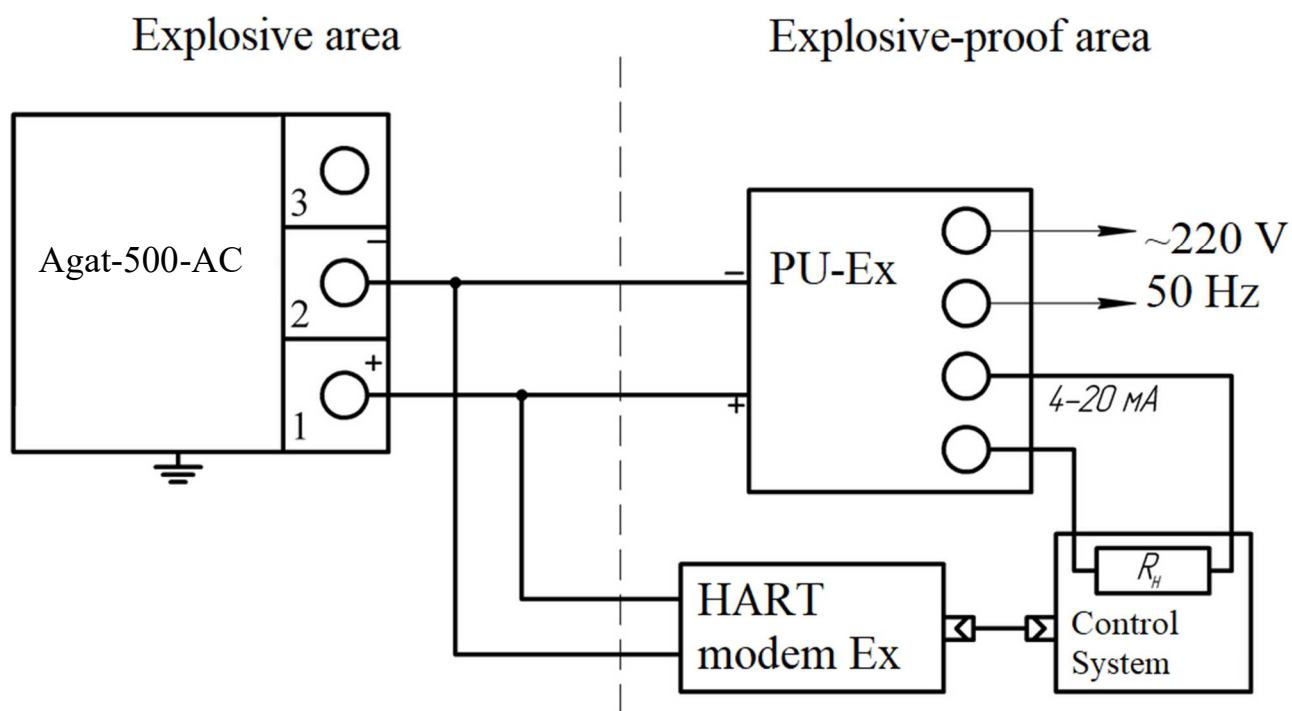 Explosive area
Explosive-proof area
3
Agat-500-AC
−
2
+
1
−
PU-Ex
+
~220 V
50 Hz
4-20 мА
HART
modem Ex
Rн
Control
System